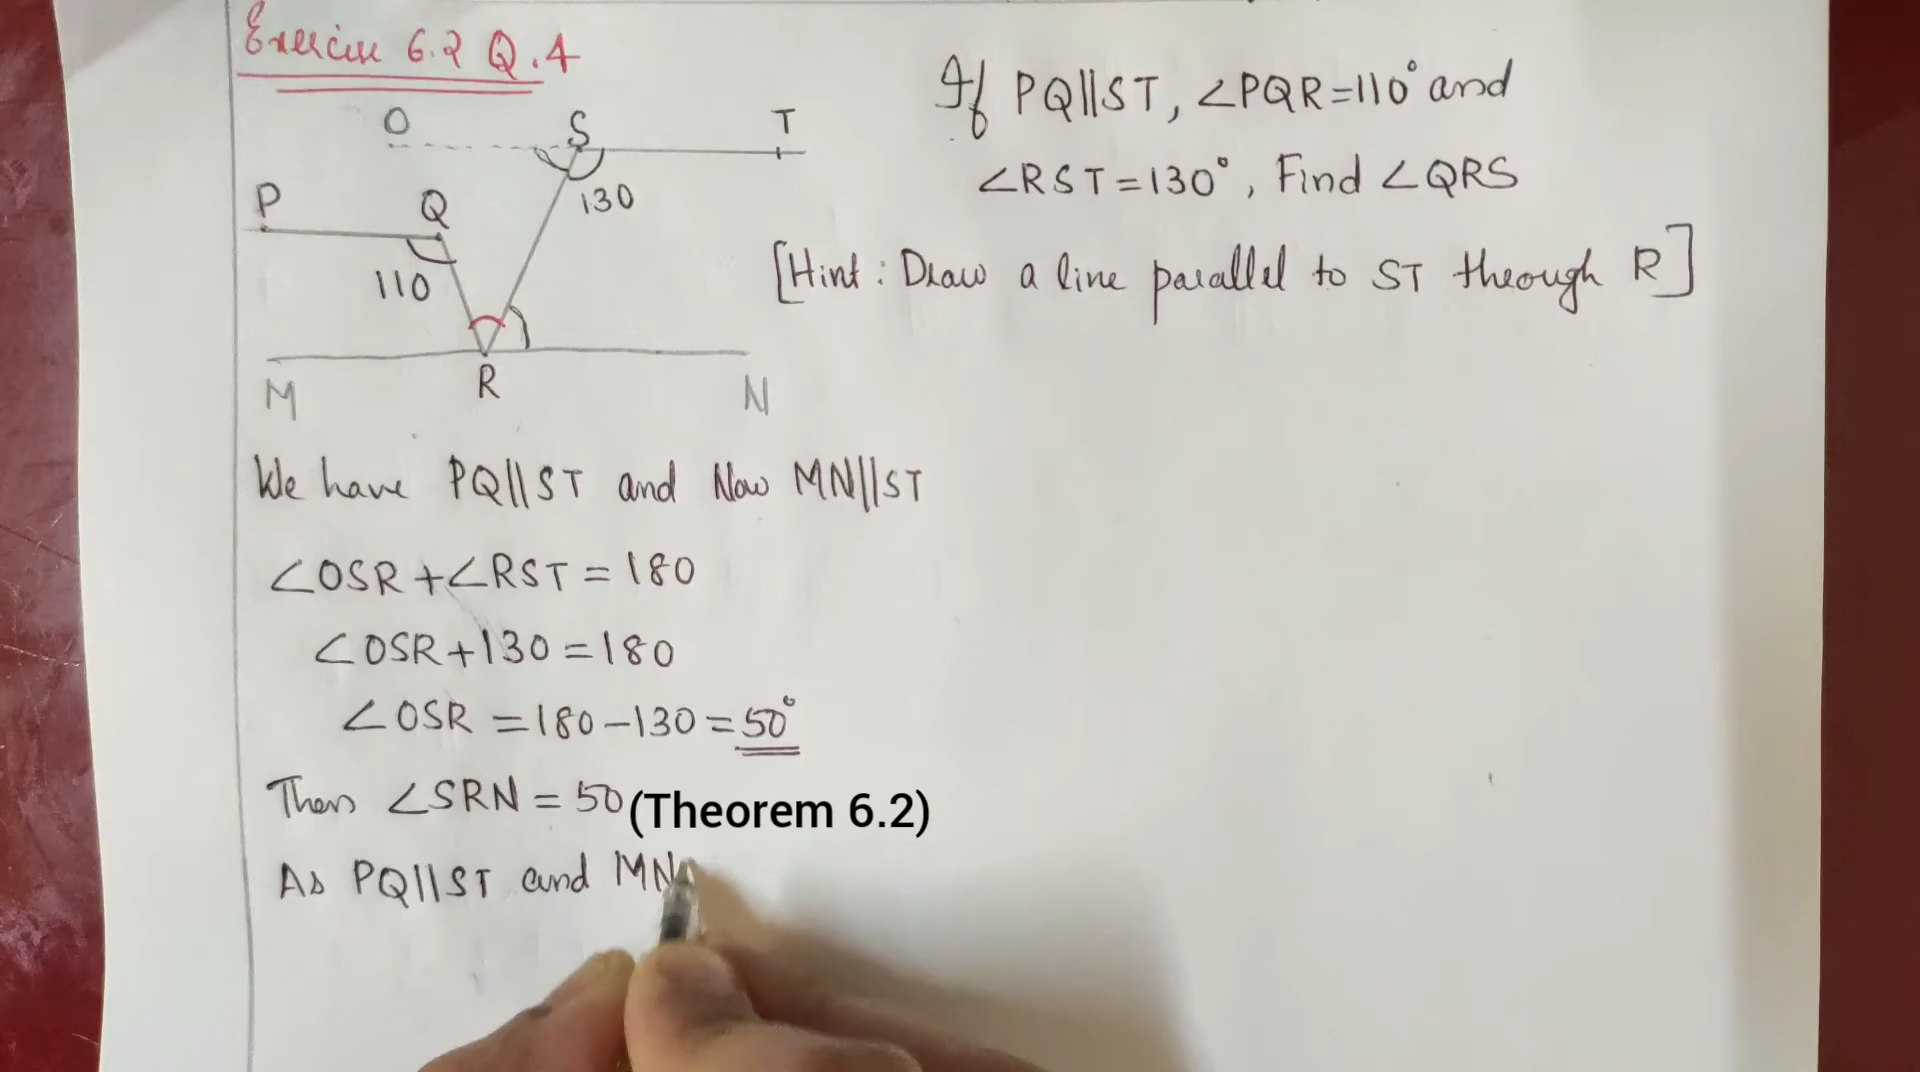 Exercise 6.2 Q.4
If PQ||ST, ∠PQR=110° and
∠RST=130°, Find ∠QRS
[Hint: Draw a line parallel to ST through R]
O
S
T
130
P
Q
110
M
R
N
We have PQ||ST and Now MN||ST
∠OSR+∠RST=180
∠OSR+130=180
∠OSR=180-130=50°
Then ∠SRN=50 (Theorem 6.2)
As PQ||ST and MN